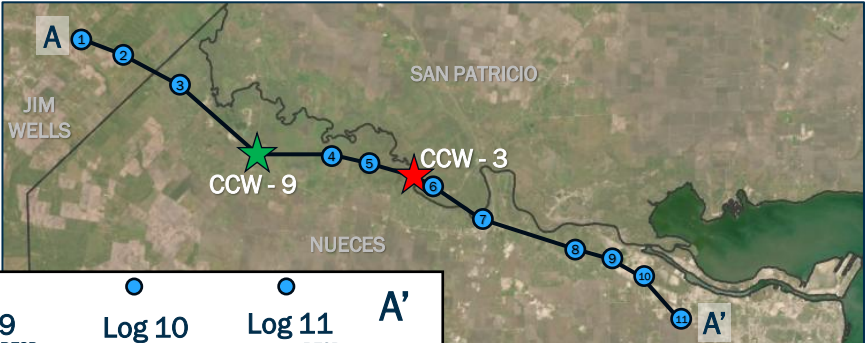 A
1
2
3
SAN PATRICIO
JIM
WELLS
CCW - 9
4
5
CCW - 3
6
7
NUECES
8
9
10
11
A'
9
Log 10
Log 11
A'